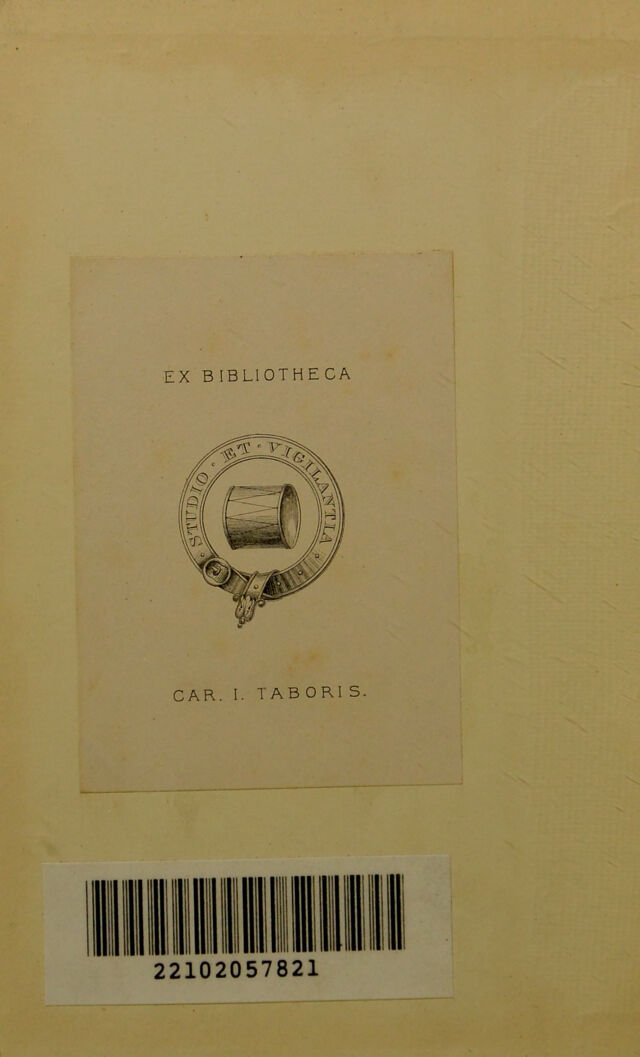 EX BIBLIOTHECA
STUDIO · ET · VIGILANTIA ·
CAR. I. TABORIS.
22102057821